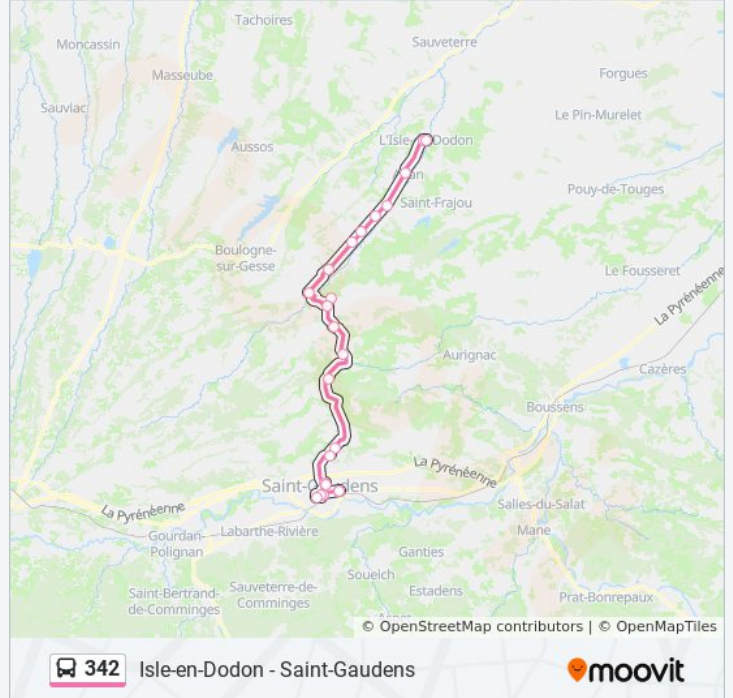 Tachoires
Moncassin
Sauveterre
Masseube
Forgues
Sauviac
Le Pin-Murelet
L'Isle-en-Dodon
Aussos
Pouy-de-Touges
Saint-Frajou
Boulogne-
sur-Gesse
Le Fousseret
La Pyrénéenne
Aurignac
Cazères
Boussens
La Pyrénéenne
Saint-Gaudens
La Pyrénéenne
Salles-du-Salat
Labarthe-Rivière
Mane
Gourdan-
Polignan
Ganties
Soueich
Sauveterre-de-
Comminges
Estadens
Saint-Bertrand-
de-Comminges
Prat-Bonrepaux
© OpenStreetMap contributors | © OpenMapTiles
342 Isle-en-Dodon - Saint-Gaudens
moovit